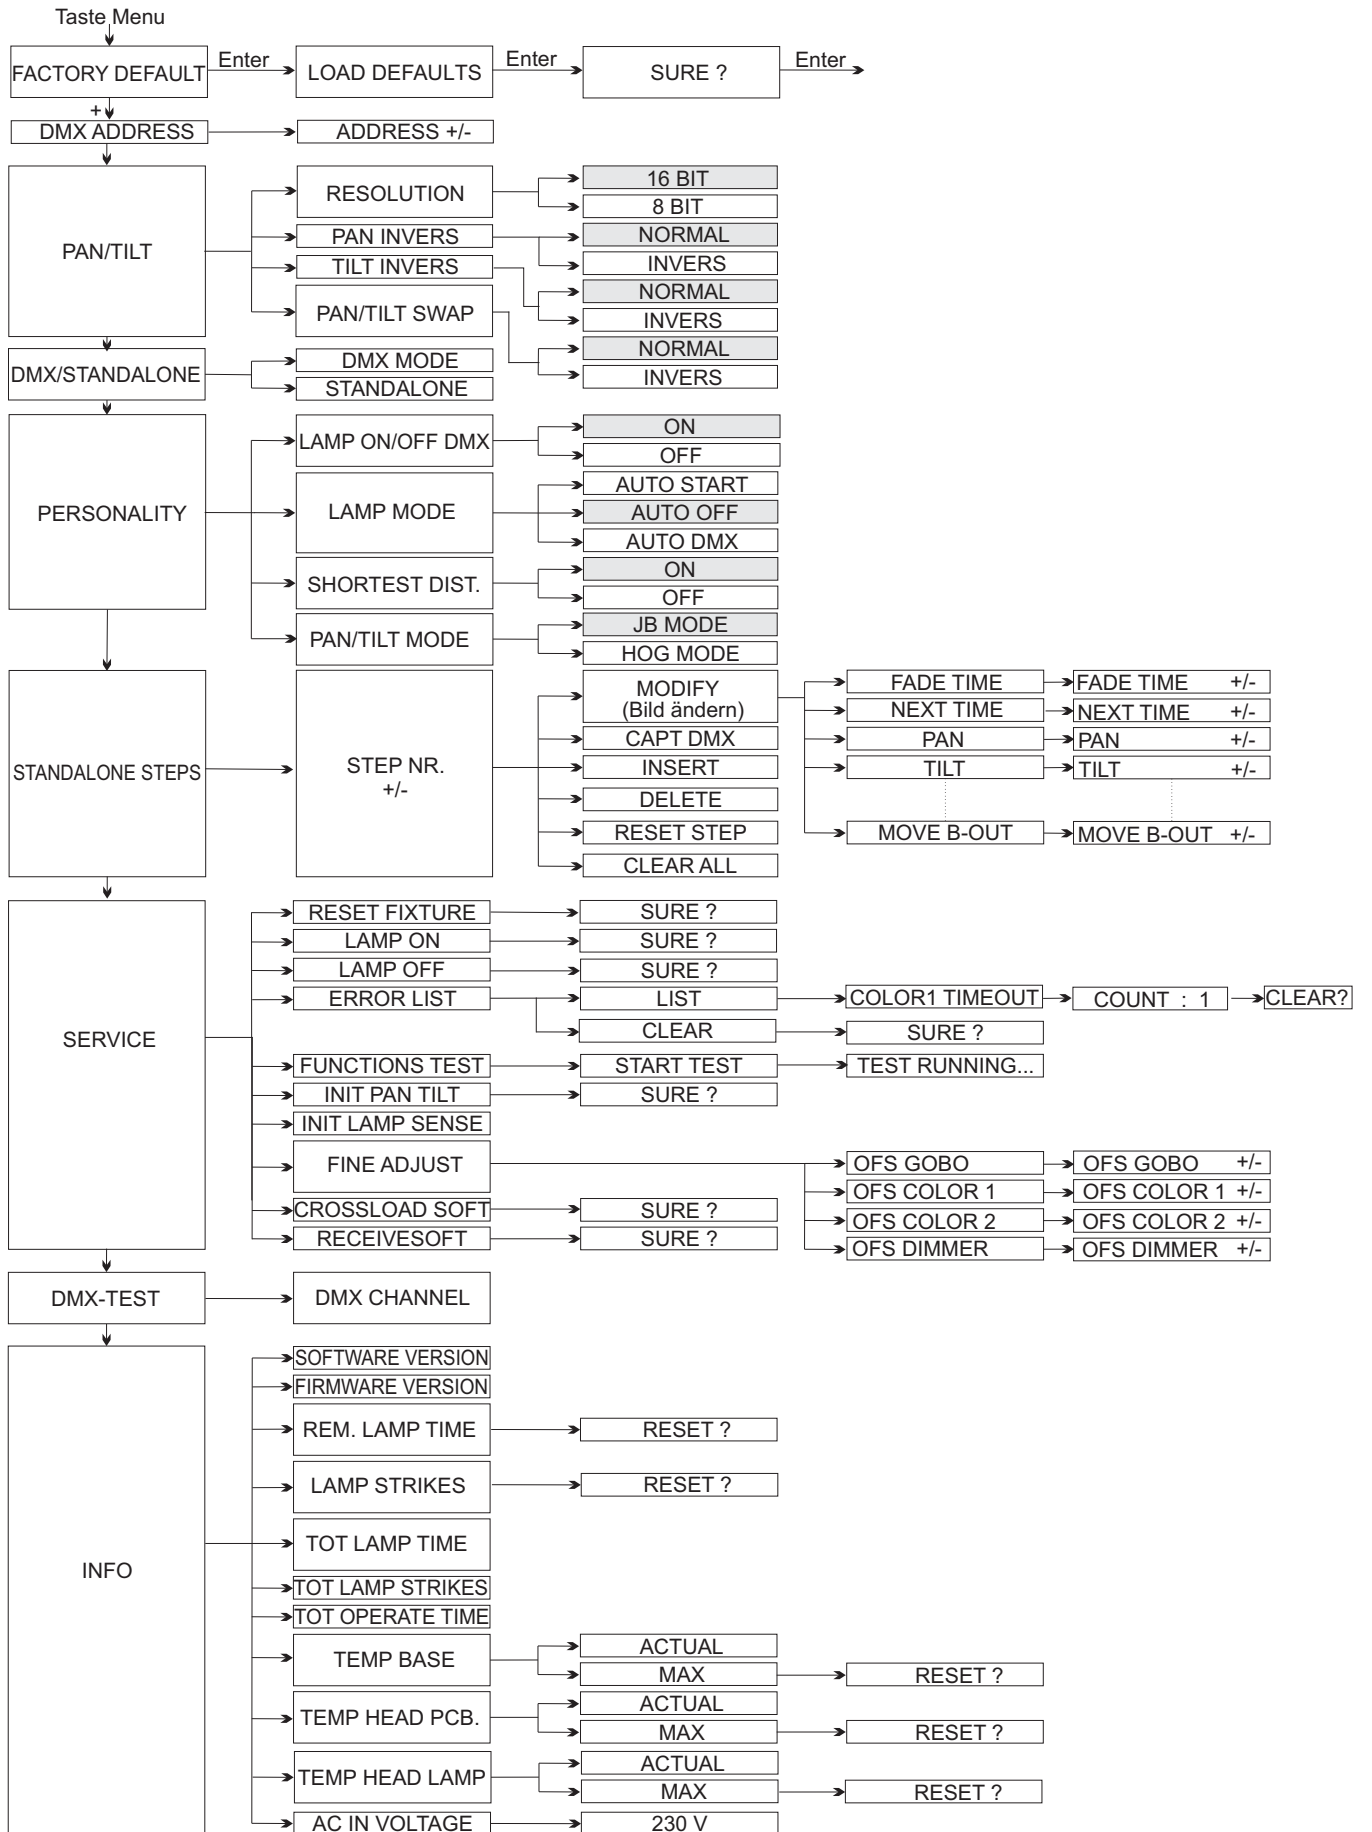 Taste Menu
FACTORY DEFAULT Enter LOAD DEFAULTS Enter SURE ? Enter
+
DMX ADDRESS ADDRESS +/-
PAN/TILT
RESOLUTION
16 BIT
8 BIT
PAN INVERS
NORMAL
INVERS
TILT INVERS
NORMAL
INVERS
PAN/TILT SWAP
NORMAL
INVERS
DMX/STANDALONE
DMX MODE
STANDALONE
PERSONALITY
LAMP ON/OFF DMX
ON
OFF
LAMP MODE
AUTO START
AUTO OFF
AUTO DMX
SHORTEST DIST.
ON
OFF
PAN/TILT MODE
JB MODE
HOG MODE
STANDALONE STEPS
STEP NR.
+/-
MODIFY
(Bild ändern)
FADE TIME FADE TIME +/-
NEXT TIME NEXT TIME +/-
PAN PAN +/-
TILT TILT +/-
MOVE B-OUT MOVE B-OUT +/-
CAPT DMX
INSERT
DELETE
RESET STEP
CLEAR ALL
SERVICE
RESET FIXTURE SURE ?
LAMP ON SURE ?
LAMP OFF SURE ?
ERROR LIST LIST COLOR1 TIMEOUT COUNT : 1 CLEAR?
CLEAR SURE ?
FUNCTIONS TEST START TEST TEST RUNNING...
INIT PAN TILT SURE ?
INIT LAMP SENSE
FINE ADJUST
OFS GOBO OFS GOBO +/-
OFS COLOR 1 OFS COLOR 1 +/-
OFS COLOR 2 OFS COLOR 2 +/-
OFS DIMMER OFS DIMMER +/-
CROSSLOAD SOFT SURE ?
RECEIVESOFT SURE ?
DMX-TEST DMX CHANNEL
INFO
SOFTWARE VERSION
FIRMWARE VERSION
REM. LAMP TIME RESET ?
LAMP STRIKES RESET ?
TOT LAMP TIME
TOT LAMP STRIKES
TOT OPERATE TIME
TEMP BASE
ACTUAL
MAX RESET ?
TEMP HEAD PCB.
ACTUAL
MAX RESET ?
TEMP HEAD LAMP
ACTUAL
MAX RESET ?
AC IN VOLTAGE 230 V